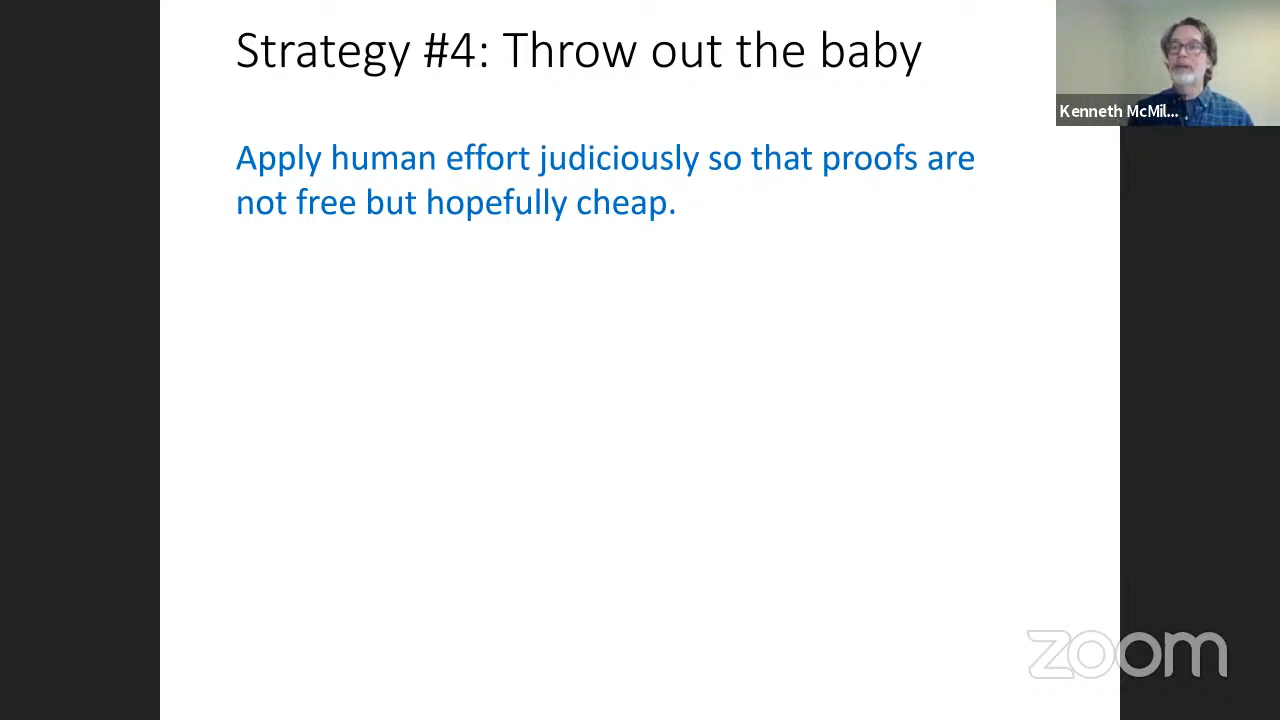 Strategy #4: Throw out the baby
Kenneth McMil...
Apply human effort judiciously so that proofs are
not free but hopefully cheap.
zoom